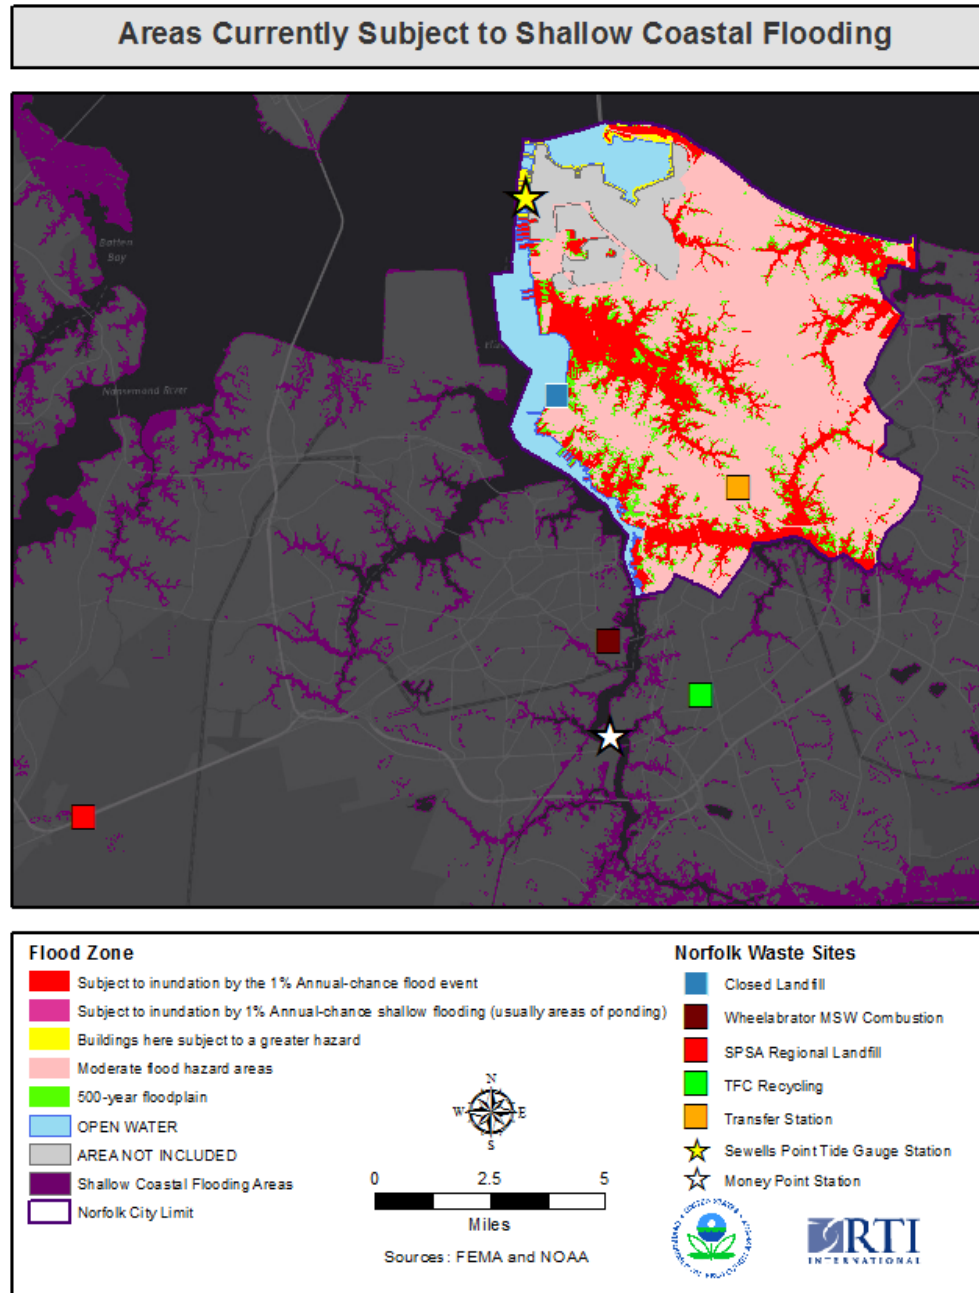 Areas Currently Subject to Shallow Coastal Flooding
Batten
Bay
Nansemond River
Flood Zone
Subject to inundation by the 1% Annual-chance flood event
Subject to inundation by 1% Annual-chance shallow flooding (usually areas of ponding)
Buildings here subject to a greater hazard
Moderate flood hazard areas
500-year floodplain
OPEN WATER
AREA NOT INCLUDED
Shallow Coastal Flooding Areas
Norfolk City Limit
N
W E
S
0 2.5 5
Miles
Sources: FEMA and NOAA
Norfolk Waste Sites
Closed Landfill
Wheelabrator MSW Combustion
SPSA Regional Landfill
TFC Recycling
Transfer Station
Sewells Point Tide Gauge Station
Money Point Station
RTI
INTERNATIONAL